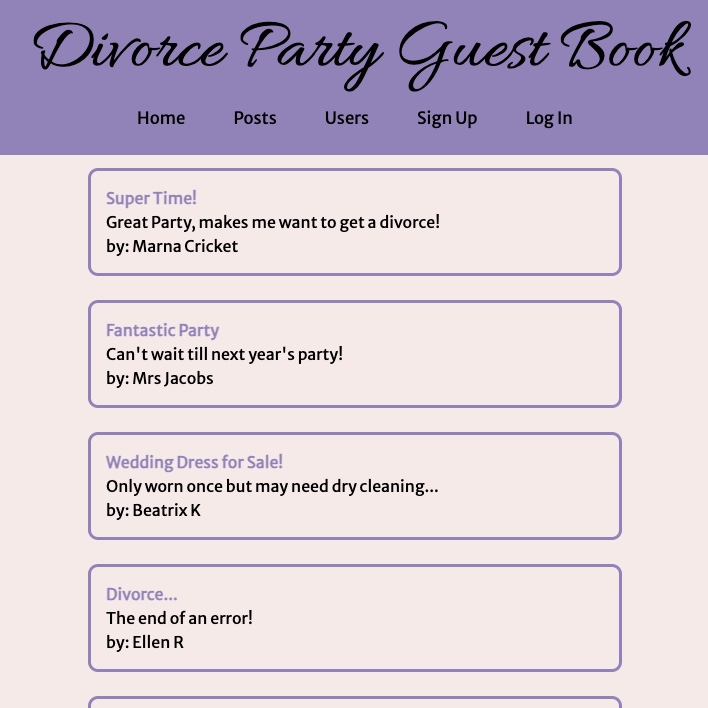 Divorce Party Guest Book
Home Posts Users Sign Up Log In
Super Time!
Great Party, makes me want to get a divorce!
by: Marna Cricket
Fantastic Party
Can't wait till next year's party!
by: Mrs Jacobs
Wedding Dress for Sale!
Only worn once but may need dry cleaning...
by: Beatrix K
Divorce...
The end of an error!
by: Ellen R